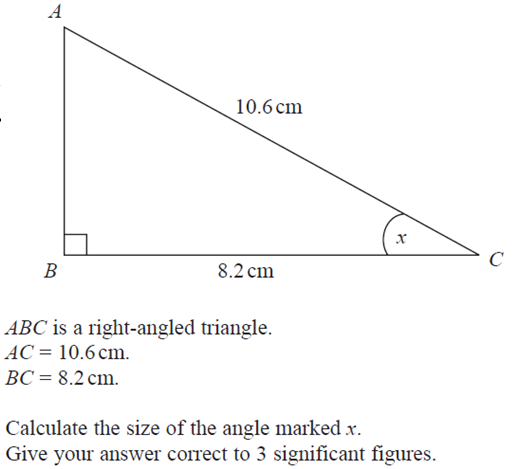 A
10.6 cm
x
B
8.2 cm
C
ABC is a right-angled triangle.
AC = 10.6 cm.
BC = 8.2 cm.
Calculate the size of the angle marked x.
Give your answer correct to 3 significant figures.